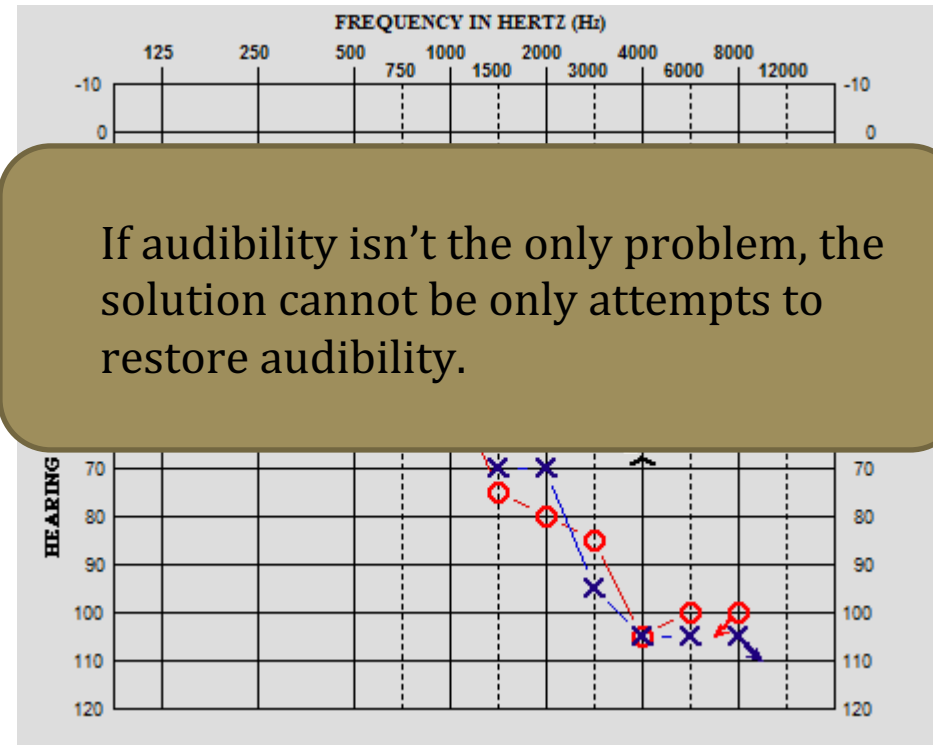 FREQUENCY IN HERTZ (Hz)
125 250 500 1000 2000 4000 8000
750 1500 3000 6000 12000
-10 -10
0 0
If audibility isn’t the only problem, the
solution cannot be only attempts to
restore audibility.
HEARING
70 70
80 80
90 90
100 100
110 110
120 120